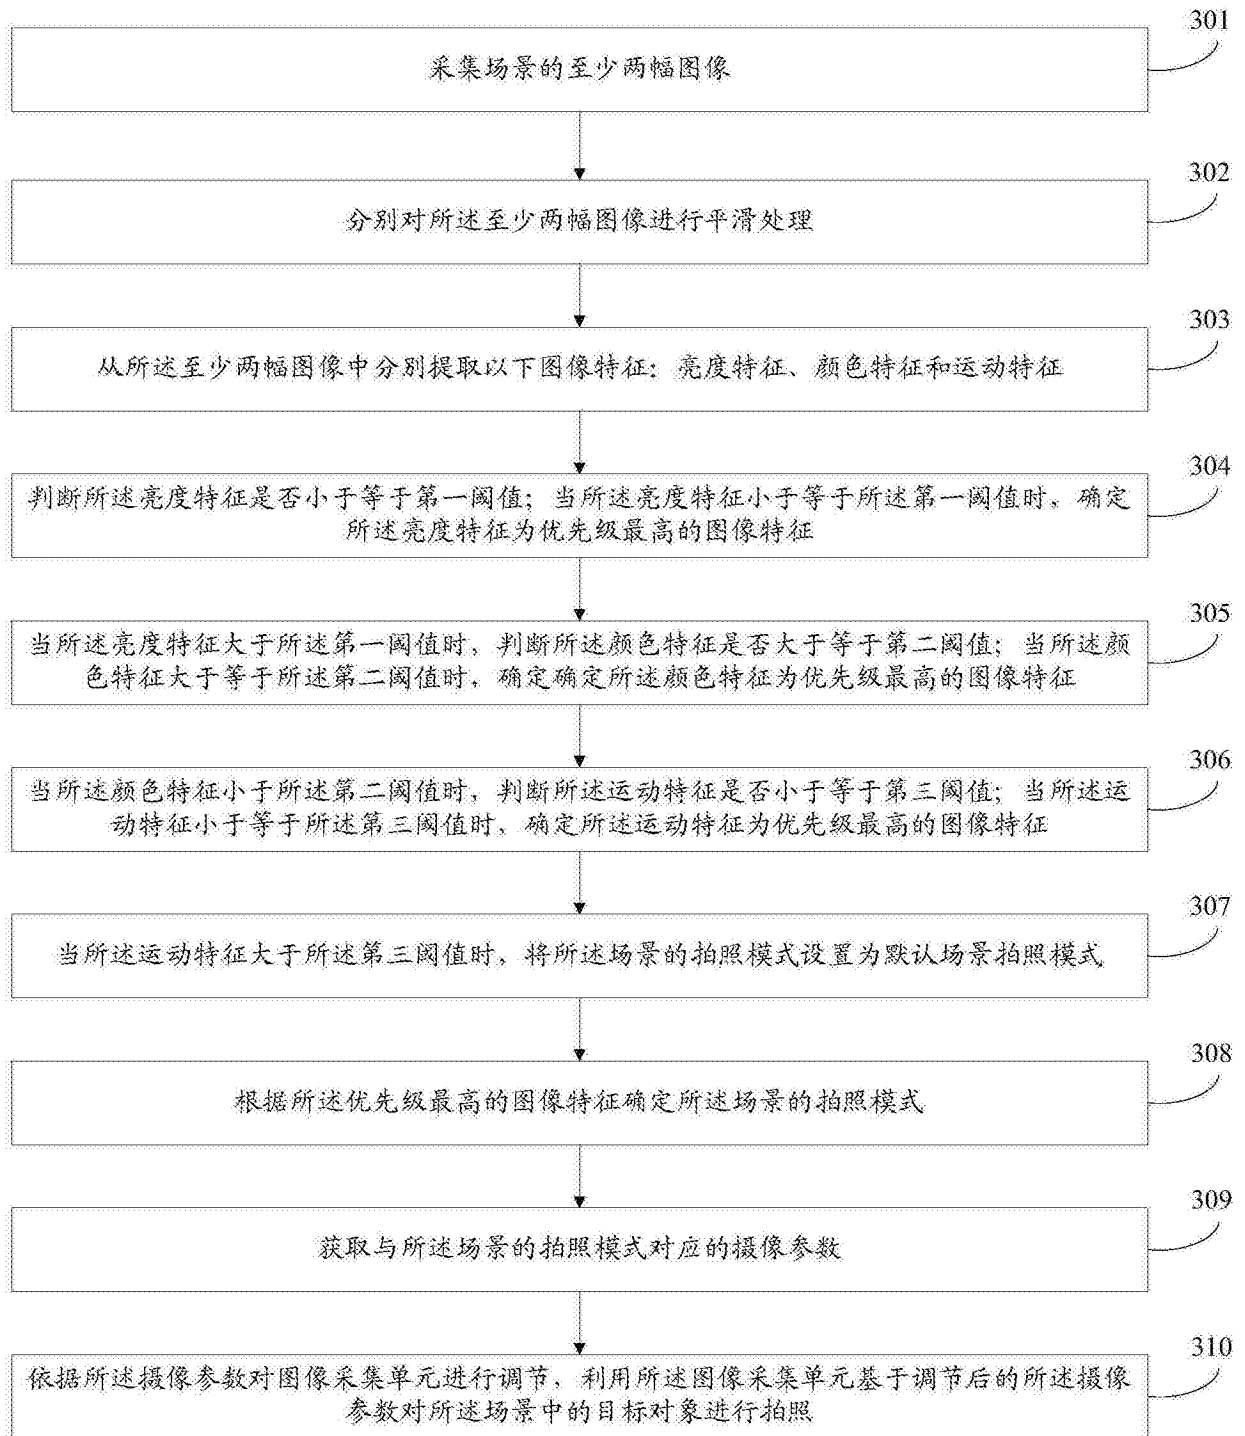 301
采集场景的至少两幅图像
302
分别对所述至少两幅图像进行平滑处理
303
从所述至少两幅图像中分别提取以下图像特征：亮度特征、颜色特征和运动特征
304
判断所述亮度特征是否小于等于第一阈值；当所述亮度特征小于等于所述第一阈值时，确定
所述亮度特征为优先级最高的图像特征
305
当所述亮度特征大于所述第一阈值时，判断所述颜色特征是否大于等于第二阈值；当所述颜
色特征大于等于所述第二阈值时，确定确定所述颜色特征为优先级最高的图像特征
306
当所述颜色特征小于所述第二阈值时，判断所述运动特征是否小于等于第三阈值；当所述运
动特征小于等于所述第三阈值时，确定所述运动特征为优先级最高的图像特征
307
当所述运动特征大于所述第三阈值时，将所述场景的拍照模式设置为默认场景拍照模式
308
根据所述优先级最高的图像特征确定所述场景的拍照模式
309
获取与所述场景的拍照模式对应的摄像参数
310
依据所述摄像参数对图像采集单元进行调节，利用所述图像采集单元基于调节后的所述摄像
参数对所述场景中的目标对象进行拍照